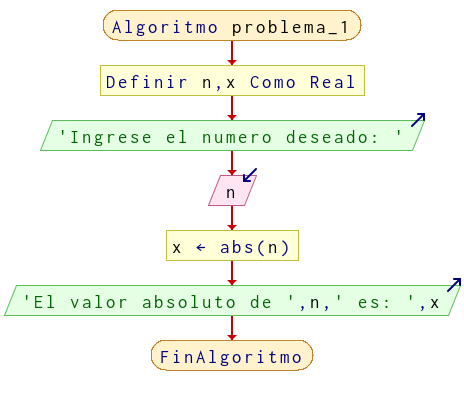 Algoritmo problema_1
Definir n,x Como Real
'Ingrese el numero deseado: '
n
x ← abs(n)
'El valor absoluto de ',n,' es: ',x
FinAlgoritmo